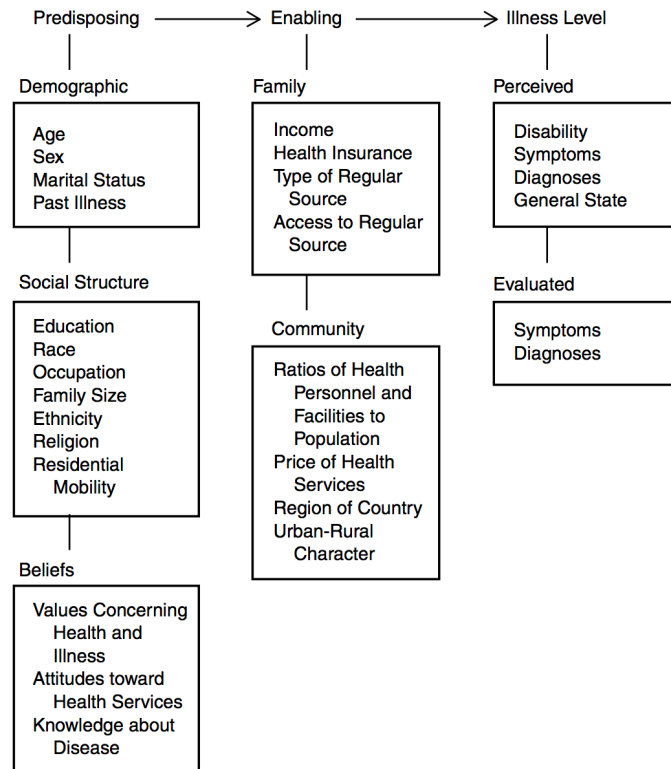 Predisposing
Enabling
Illness Level
Demographic
Age
Sex
Marital Status
Past Illness
Social Structure
Education
Race
Occupation
Family Size
Ethnicity
Religion
Residential
Mobility
Beliefs
Values Concerning
Health and
Illness
Attitudes toward
Health Services
Knowledge about
Disease
Family
Income
Health Insurance
Type of Regular
Source
Access to Regular
Source
Community
Ratios of Health
Personnel and
Facilities to
Population
Price of Health
Services
Region of Country
Urban-Rural
Character
Perceived
Disability
Symptoms
Diagnoses
General State
Evaluated
Symptoms
Diagnoses